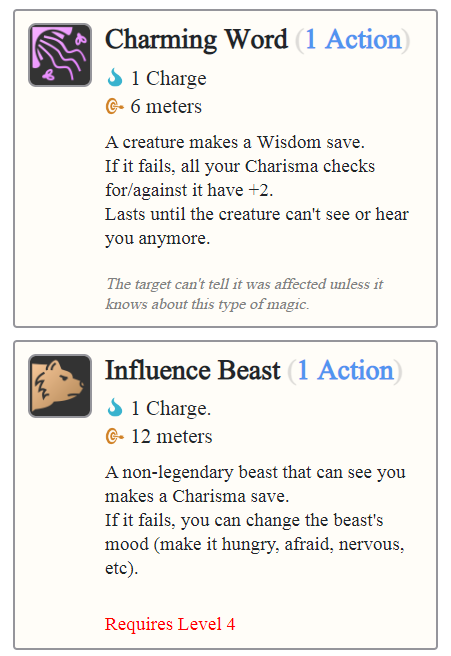 Charming Word (1 Action)
1 Charge
6 meters
A creature makes a Wisdom save.
If it fails, all your Charisma checks
for/against it have +2.
Lasts until the creature can't see or hear
you anymore.
The target can't tell it was affected unless it
knows about this type of magic.
Influence Beast (1 Action)
1 Charge.
12 meters
A non-legendary beast that can see you
makes a Charisma save.
If it fails, you can change the beast's
mood (make it hungry, afraid, nervous,
etc).
Requires Level 4